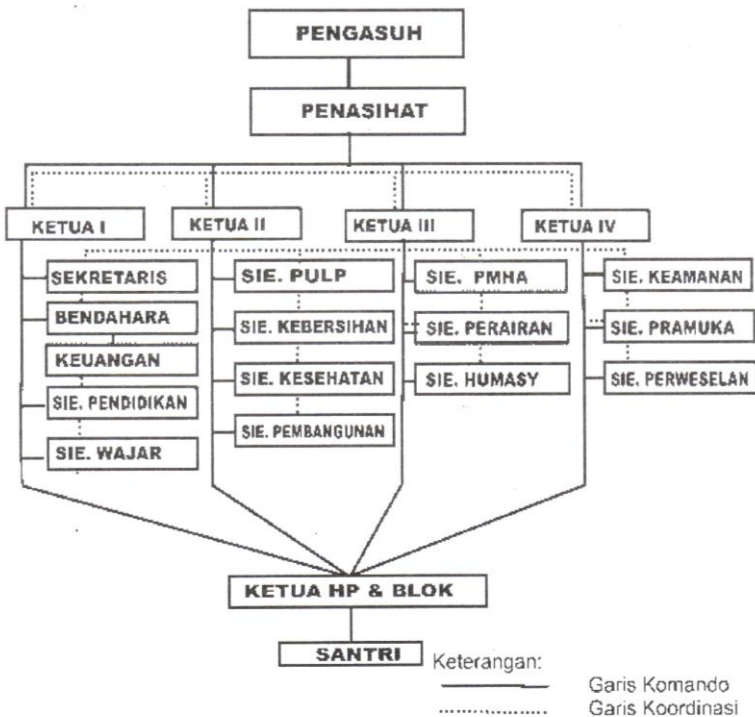 PENGASUH
PENASIHAT
KETUA I
KETUA II
KETUA III
KETUA IV
SEKRETARIS
BENDAHARA
KEUANGAN
SIE. PENDIDIKAN
SIE. WAJAR
SIE. PULP
SIE. KEBERSIHAN
SIE. KESEHATAN
SIE. PEMBANGUNAN
SIE. PMHA
SIE. PERAIRAN
SIE. HUMASY
SIE. KEAMANAN
SIE. PRAMUKA
SIE. PERWESELAN
KETUA HP & BLOK
SANTRI
Keterangan:
Garis Komando
Garis Koordinasi